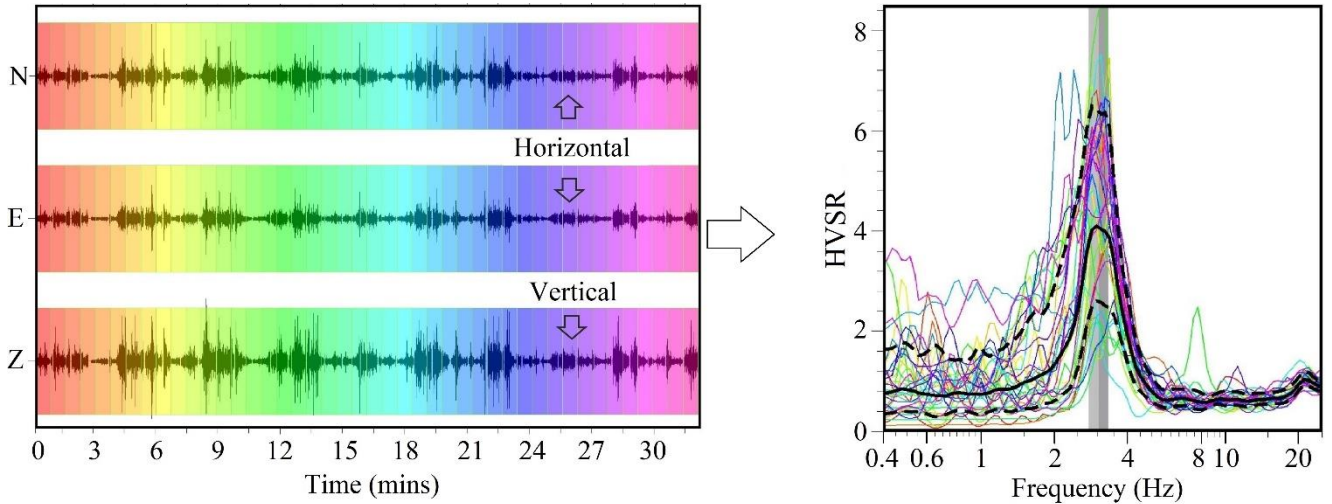 N
Horizontal
E
Vertical
Z
0 3 6 9 12 15 18 21 24 27 30
Time (mins)
HVSR
8
6
4
2
0
0.4 0.6 1 2 4 8 10 20
Frequency (Hz)